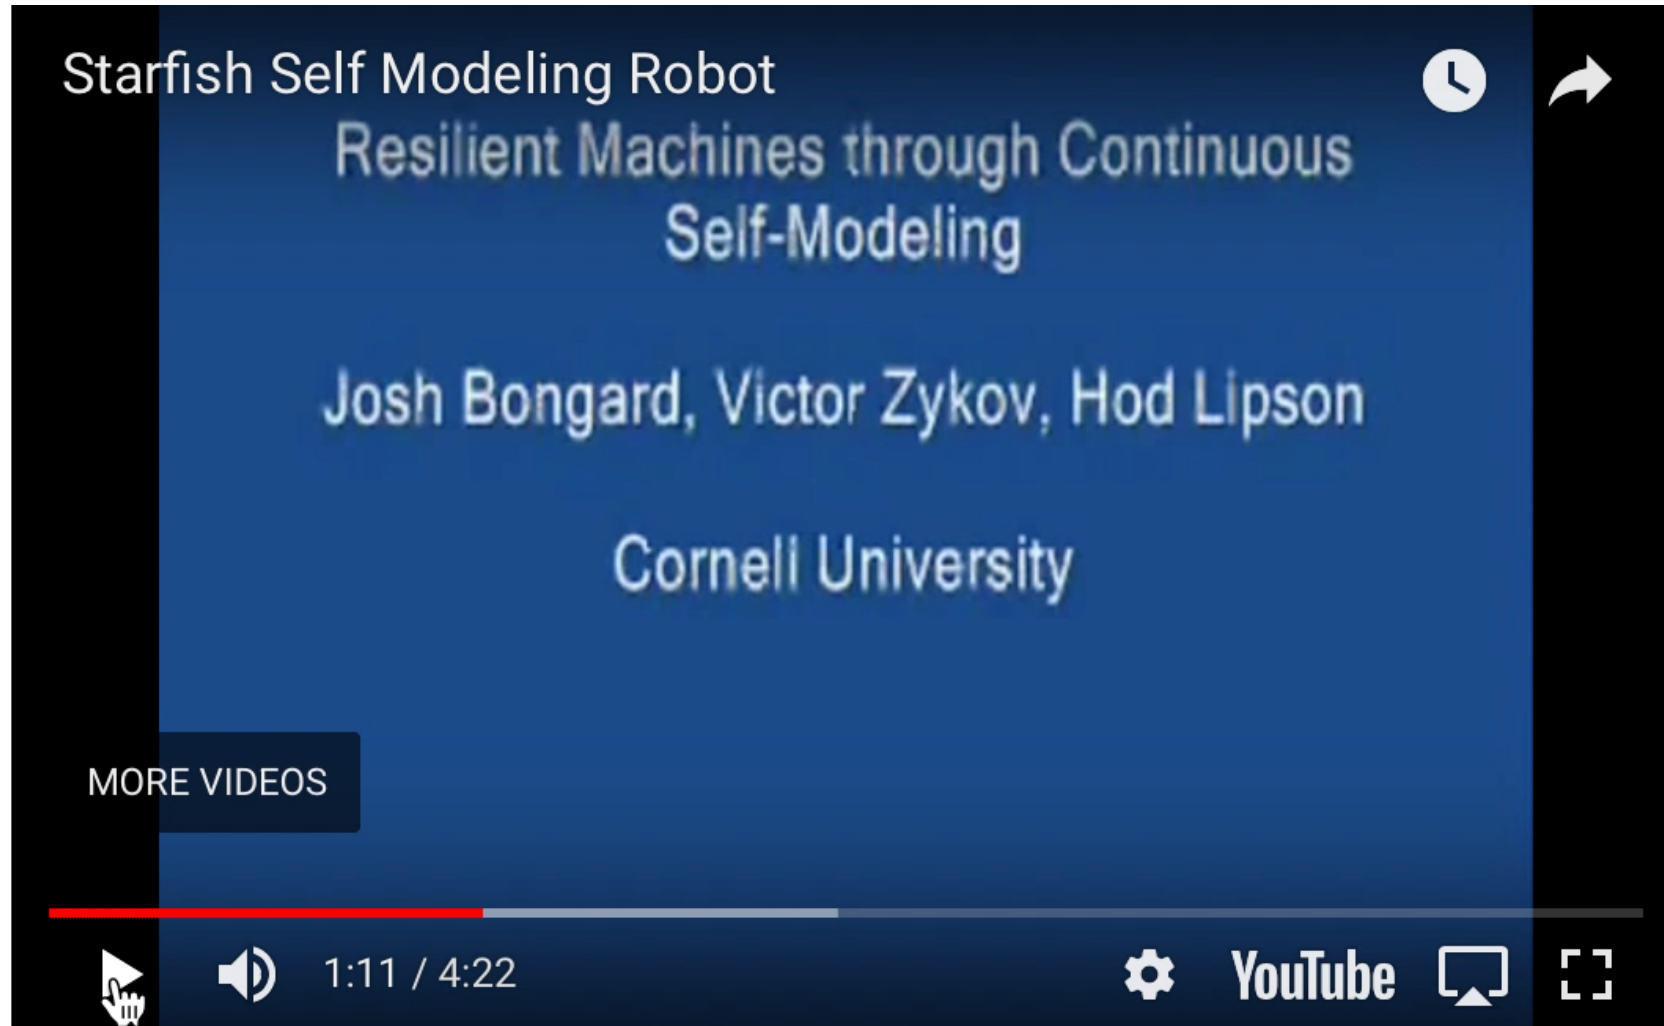 Starfish Self Modeling Robot
Resilient Machines through Continuous
Self-Modeling
Josh Bongard, Victor Zykov, Hod Lipson
Cornell University
MORE VIDEOS
1:11 / 4:22
YouTube